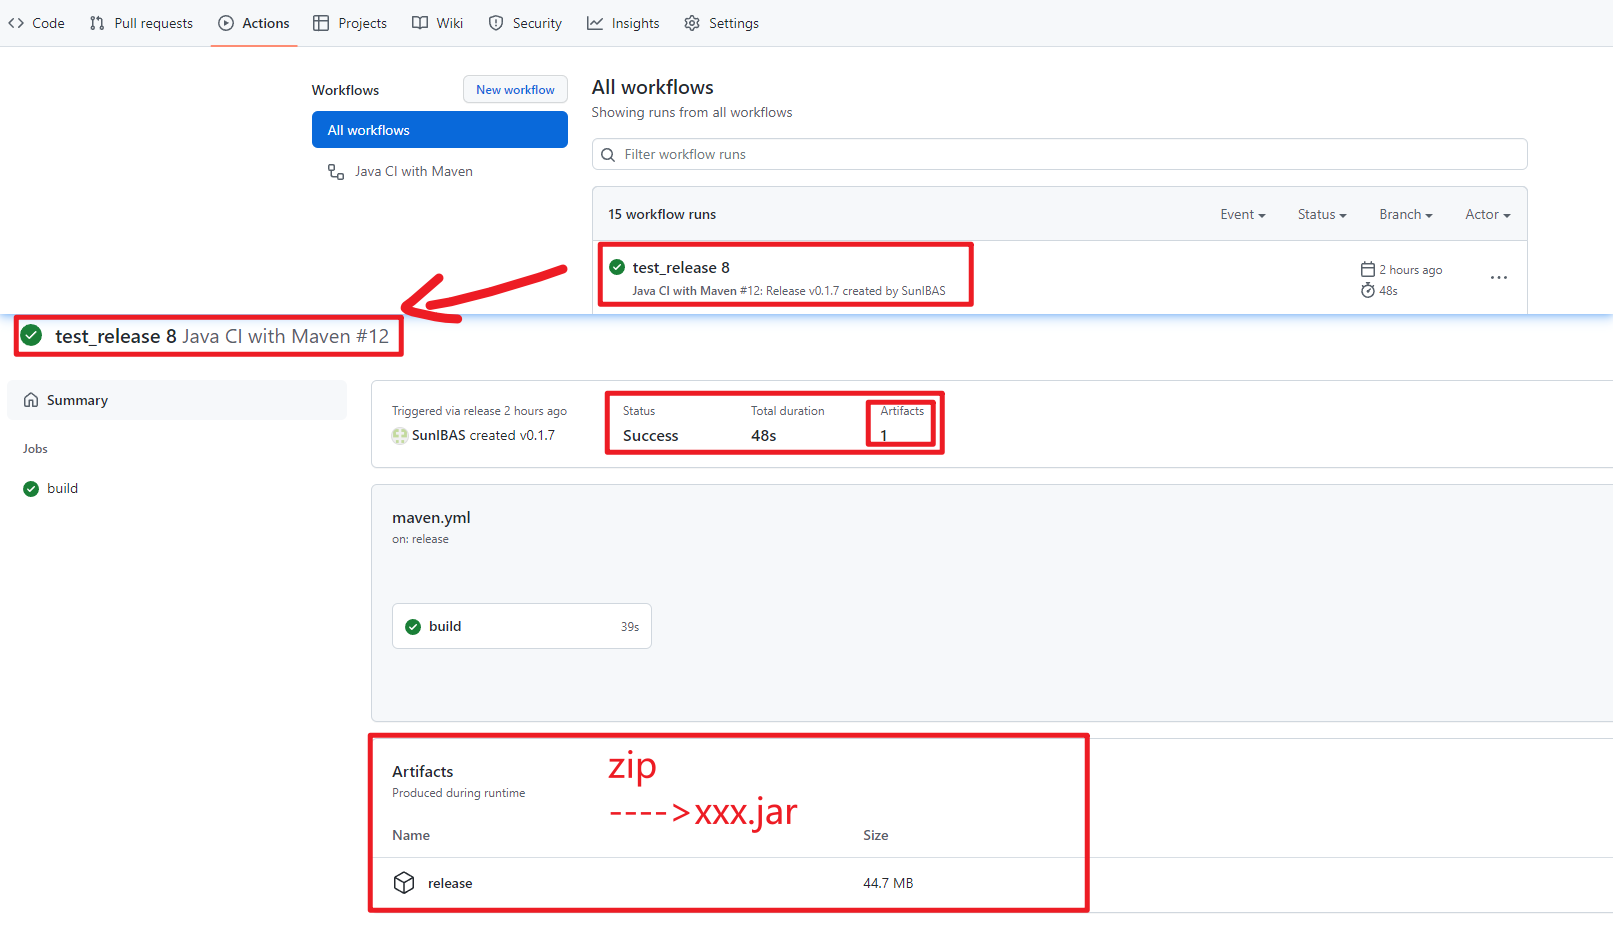 Code Pull requests Actions Projects Wiki Security Insights Settings
Workflows
New workflow
All workflows
Java CI with Maven
All workflows
Showing runs from all workflows
Filter workflow runs
15 workflow runs
Event Status Branch Actor
test_release 8
Java CI with Maven #12: Release v0.1.7 created by SunIBAS
2 hours ago
48s
test_release 8 Java CI with Maven #12
Summary
Jobs
build
Triggered via release 2 hours ago
SunIBAS created v0.1.7
Status
Success
Total duration
48s
Artifacts
1
maven.yml
on: release
build 39s
Artifacts
Produced during runtime
zip
---->xxx.jar
Name Size
release 44.7 MB